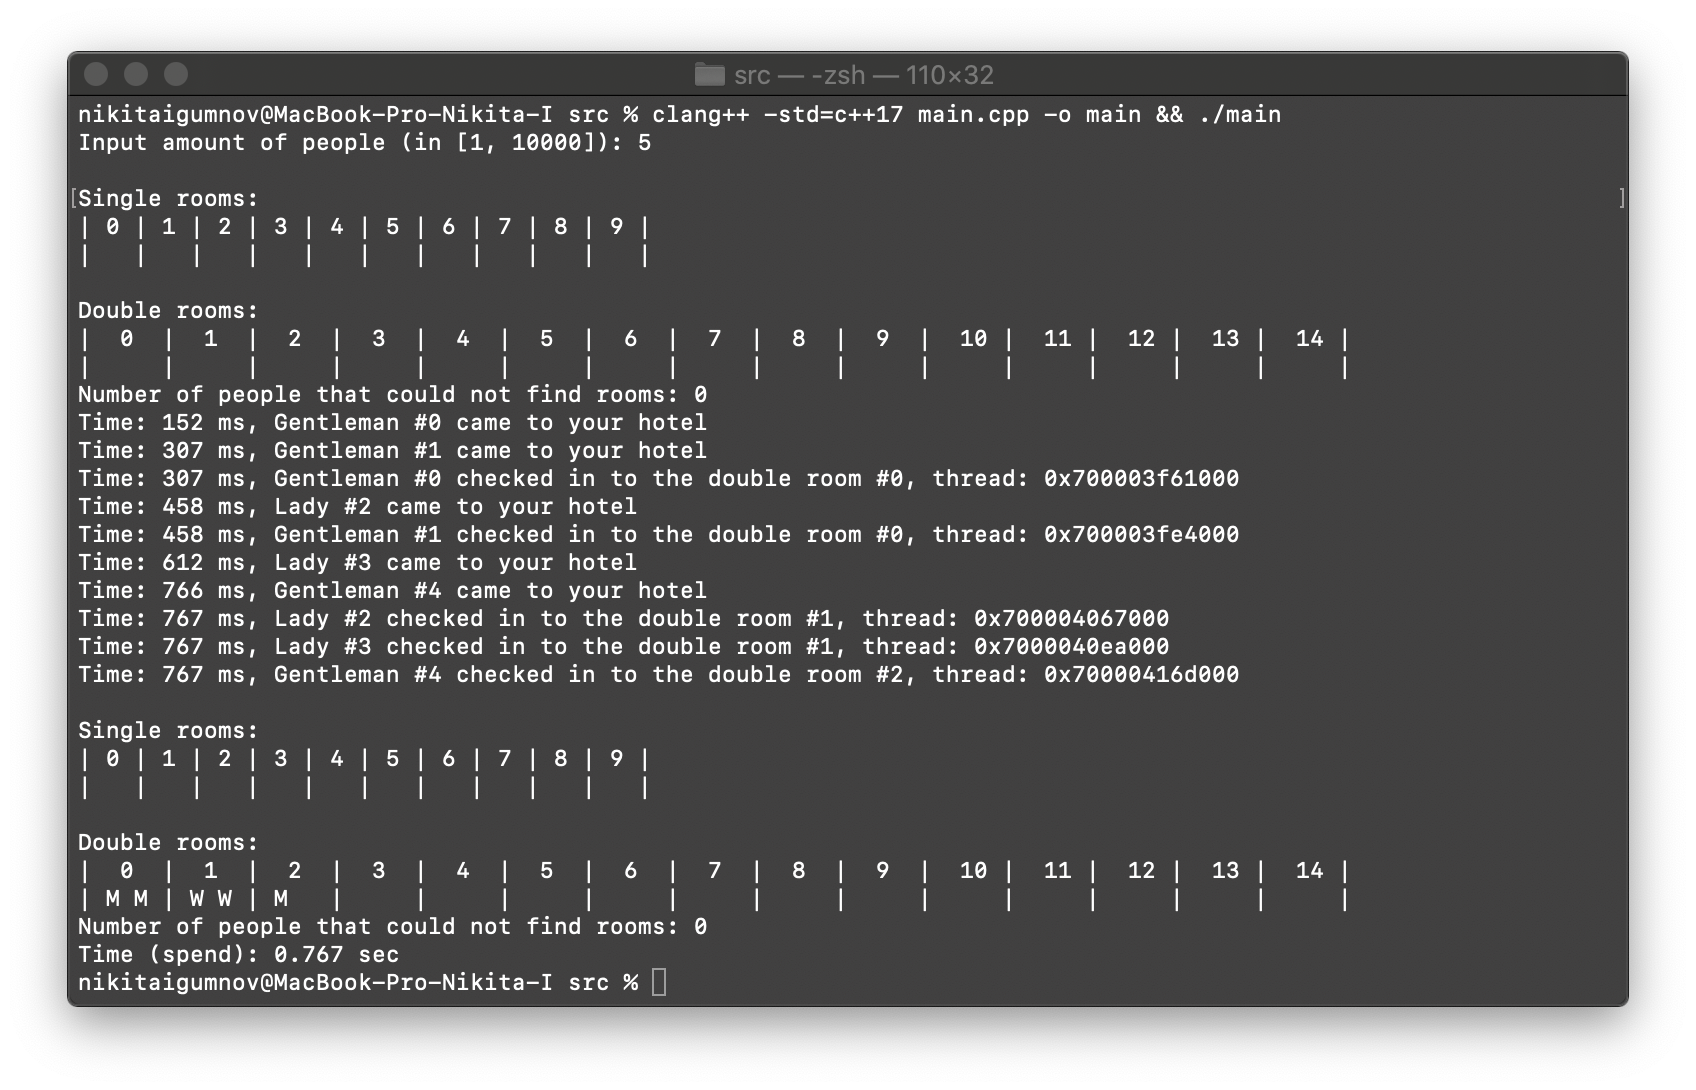 src — -zsh — 110×32
nikitaigumnov@MacBook-Pro-Nikita-I src % clang++ -std=c++17 main.cpp -o main && ./main
Input amount of people (in [1, 10000]): 5
[Single rooms: ]
| 0 | 1 | 2 | 3 | 4 | 5 | 6 | 7 | 8 | 9 |
|   |   |   |   |   |   |   |   |   |   |
Double rooms:
|  0  |  1  |  2  |  3  |  4  |  5  |  6  |  7  |  8  |  9  |  10 |  11 |  12 |  13 |  14 |
|     |     |     |     |     |     |     |     |     |     |     |     |     |     |     |
Number of people that could not find rooms: 0
Time: 152 ms, Gentleman #0 came to your hotel
Time: 307 ms, Gentleman #1 came to your hotel
Time: 307 ms, Gentleman #0 checked in to the double room #0, thread: 0x700003f61000
Time: 458 ms, Lady #2 came to your hotel
Time: 458 ms, Gentleman #1 checked in to the double room #0, thread: 0x700003fe4000
Time: 612 ms, Lady #3 came to your hotel
Time: 766 ms, Gentleman #4 came to your hotel
Time: 767 ms, Lady #2 checked in to the double room #1, thread: 0x700004067000
Time: 767 ms, Lady #3 checked in to the double room #1, thread: 0x7000040ea000
Time: 767 ms, Gentleman #4 checked in to the double room #2, thread: 0x70000416d000
Single rooms:
| 0 | 1 | 2 | 3 | 4 | 5 | 6 | 7 | 8 | 9 |
|   |   |   |   |   |   |   |   |   |   |
Double rooms:
|  0  |  1  |  2  |  3  |  4  |  5  |  6  |  7  |  8  |  9  |  10 |  11 |  12 |  13 |  14 |
| M M | W W | M   |     |     |     |     |     |     |     |     |     |     |     |     |
Number of people that could not find rooms: 0
Time (spend): 0.767 sec
nikitaigumnov@MacBook-Pro-Nikita-I src %